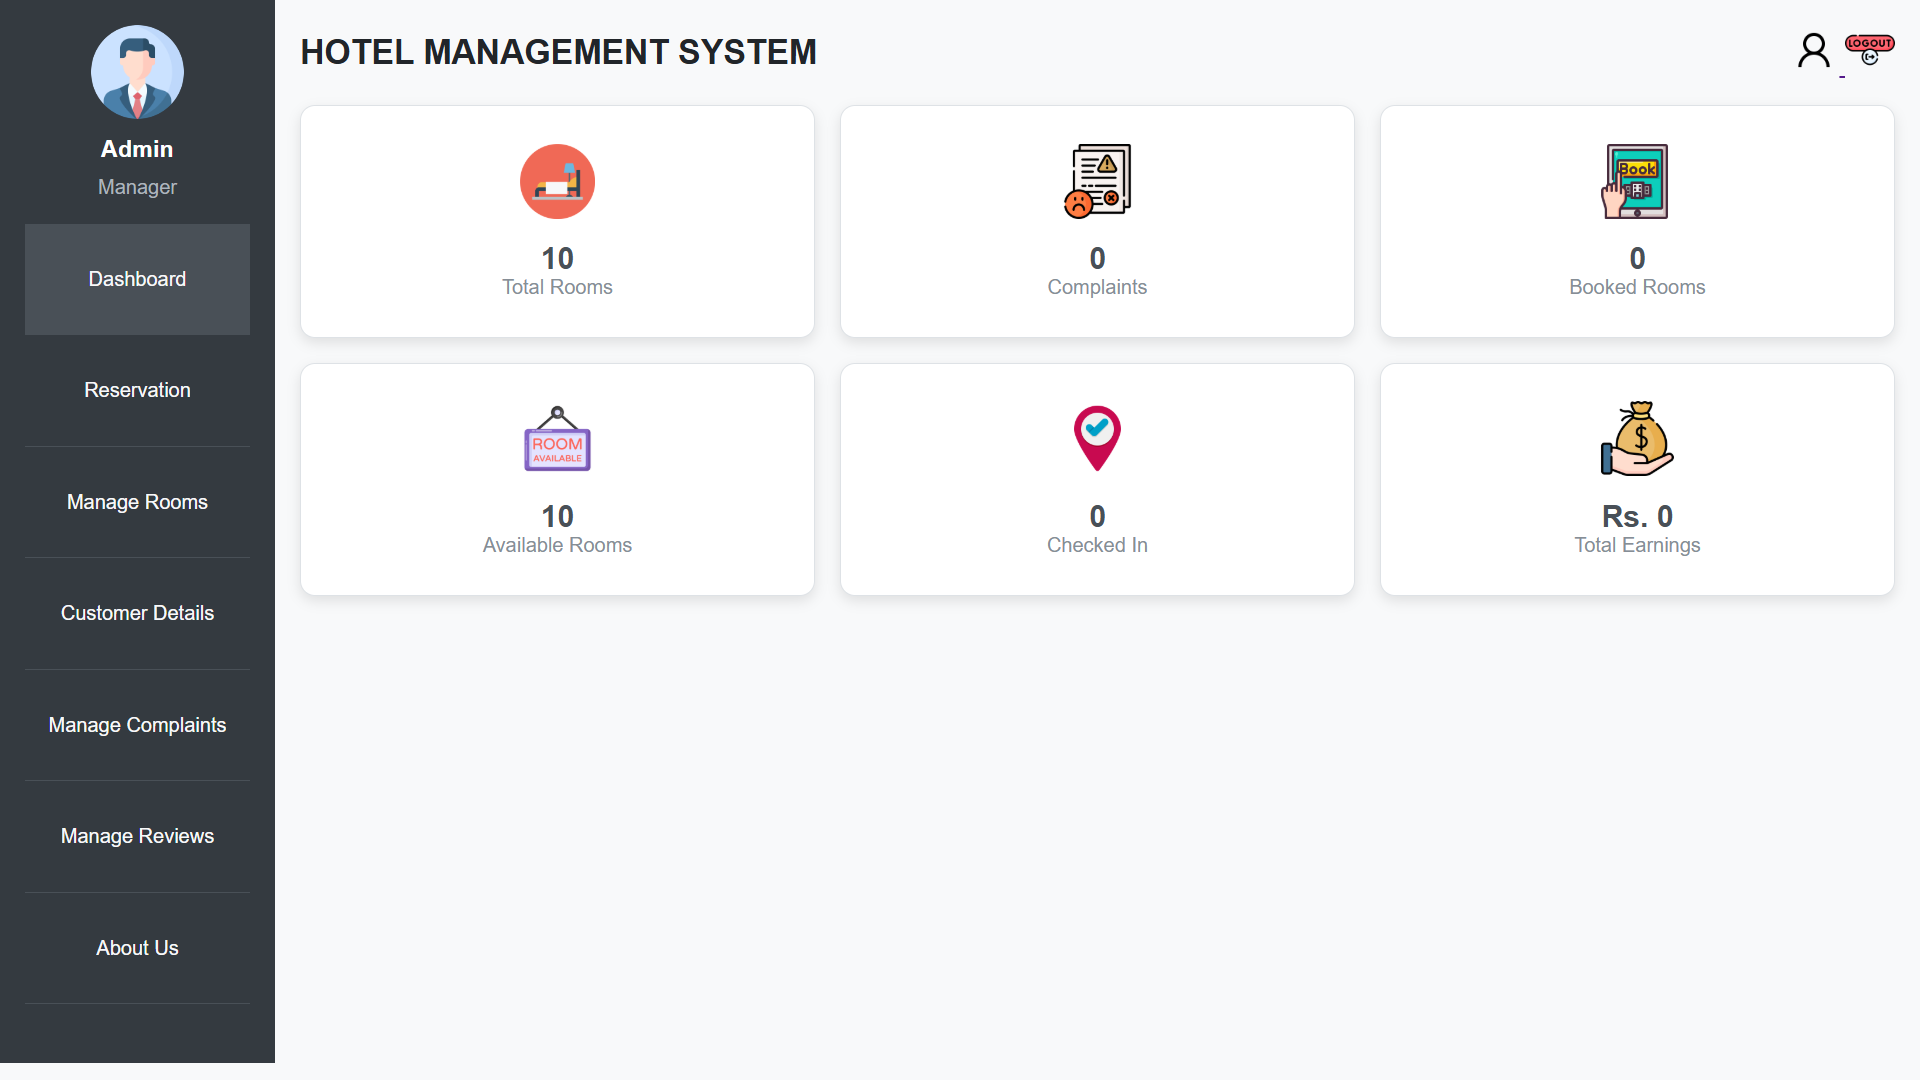 Admin
Manager
Dashboard
Reservation
Manage Rooms
Customer Details
Manage Complaints
Manage Reviews
About Us
HOTEL MANAGEMENT SYSTEM
LOGOUT
10
Total Rooms
0
Complaints
Book
0
Booked Rooms
ROOM
AVAILABLE
10
Available Rooms
0
Checked In
$
Rs. 0
Total Earnings